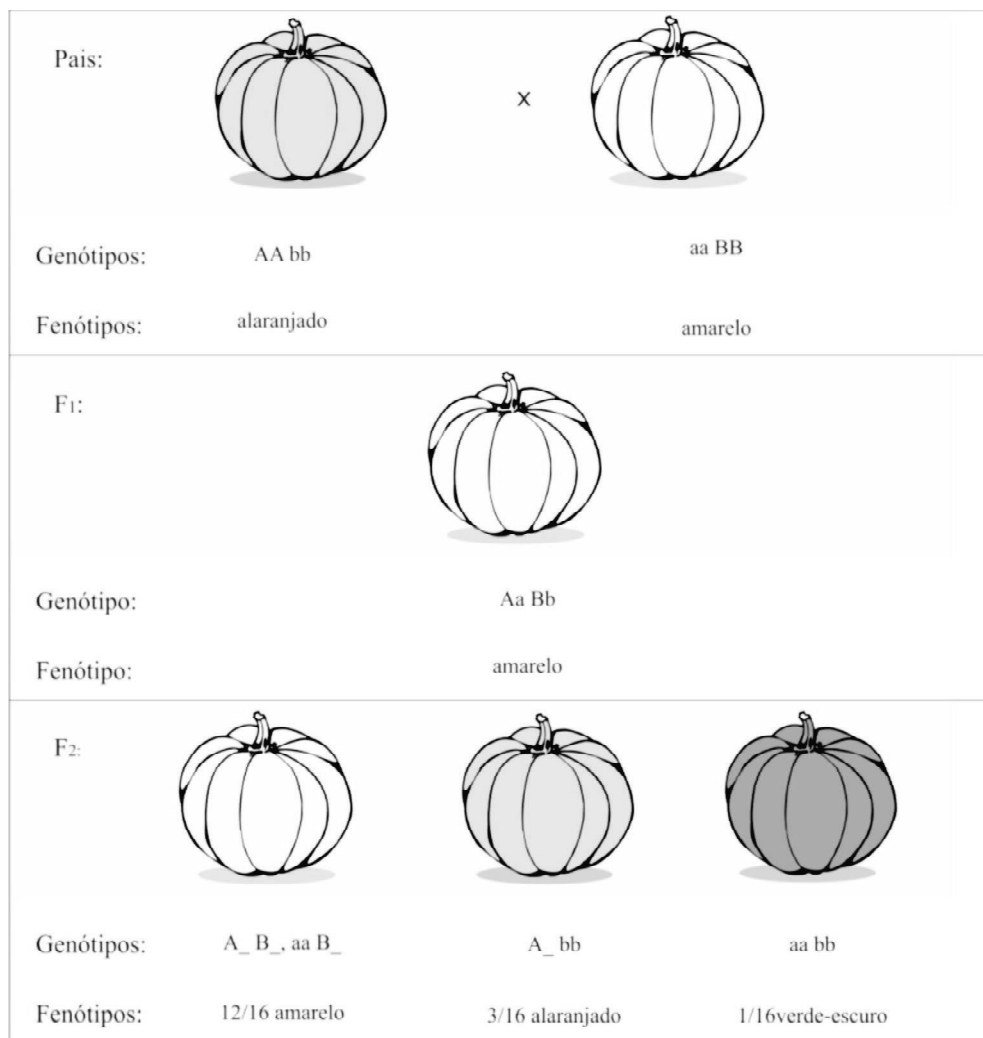 Pais:
x
Genótipos: AA bb aa BB
Fenótipos: alaranjado amarelo
F1:
Genótipo: Aa Bb
Fenótipo: amarelo
F2:
Genótipos: A_ B_, aa B_ A_ bb aa bb
Fenótipos: 12/16 amarelo 3/16 alaranjado 1/16verde-escuro